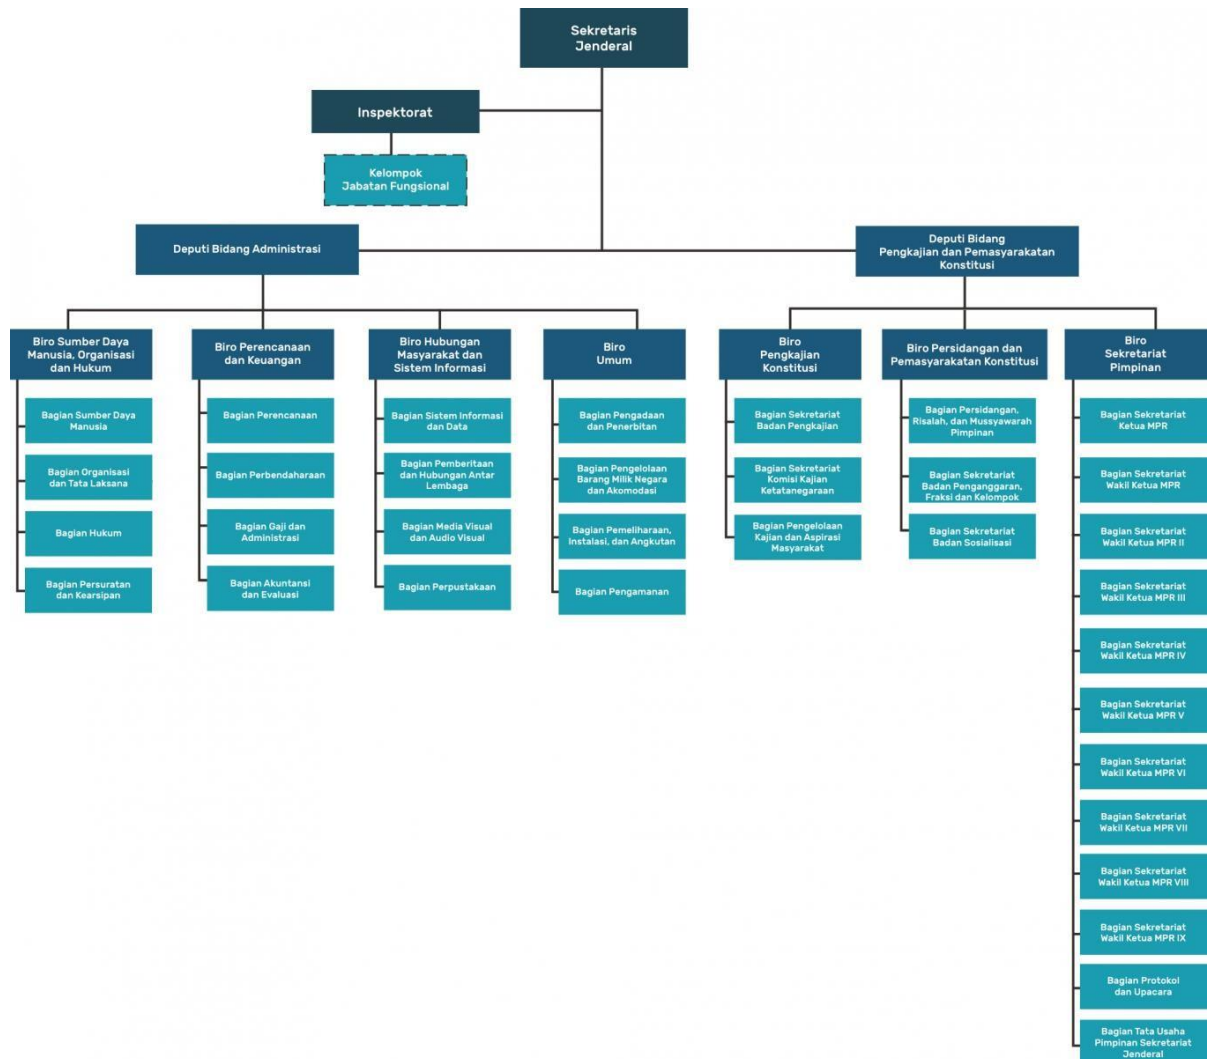 Sekretaris
Jenderal
Inspektorat
Kelompok
Jabatan Fungsional
Deputi Bidang Administrasi
Deputi Bidang
Pengkajian dan Pemasyarakatan
Konstitusi
Biro Sumber Daya
Manusia, Organisasi
dan Hukum
Bagian Sumber Daya
Manusia
Bagian Organisasi
dan Tata Laksana
Bagian Hukum
Bagian Persuratan
dan Kearsipan
Biro Perencanaan
dan Keuangan
Bagian Perencanaan
Bagian Perbendaharaan
Bagian Gaji dan
Administrasi
Bagian Akuntansi
dan Evaluasi
Biro Hubungan
Masyarakat dan
Sistem Informasi
Bagian Sistem Informasi
dan Data
Bagian Pemberitaan
dan Hubungan Antar
Lembaga
Bagian Media Visual
dan Audio Visual
Bagian Perpustakaan
Biro
Umum
Bagian Pengadaan
dan Penerbitan
Bagian Pengelolaan
Barang Milik Negara
dan Akomodasi
Bagian Pemeliharaan,
Instalasi, dan Angkutan
Bagian Pengamanan
Biro
Pengkajian
Konstitusi
Bagian Sekretariat
Badan Pengkajian
Bagian Sekretariat
Komisi Kajian
Ketatanegaraan
Bagian Pengelolaan
Kajian dan Aspirasi
Masyarakat
Biro Persidangan dan
Pemasyarakatan Konstitusi
Bagian Persidangan,
Risalah, dan Mussyawarah
Pimpinan
Bagian Sekretariat
Badan Penganggaran,
Fraksi dan Kelompok
Bagian Sekretariat
Badan Sosialisasi
Biro
Sekretariat
Pimpinan
Bagian Sekretariat
Ketua MPR
Bagian Sekretariat
Wakil Ketua MPR
Bagian Sekretariat
Wakil Ketua MPR II
Bagian Sekretariat
Wakil Ketua MPR III
Bagian Sekretariat
Wakil Ketua MPR IV
Bagian Sekretariat
Wakil Ketua MPR V
Bagian Sekretariat
Wakil Ketua MPR VI
Bagian Sekretariat
Wakil Ketua MPR VII
Bagian Sekretariat
Wakil Ketua MPR VIII
Bagian Sekretariat
Wakil Ketua MPR IX
Bagian Protokol
dan Upacara
Bagian Tata Usaha
Pimpinan Sekretariat
Jenderal